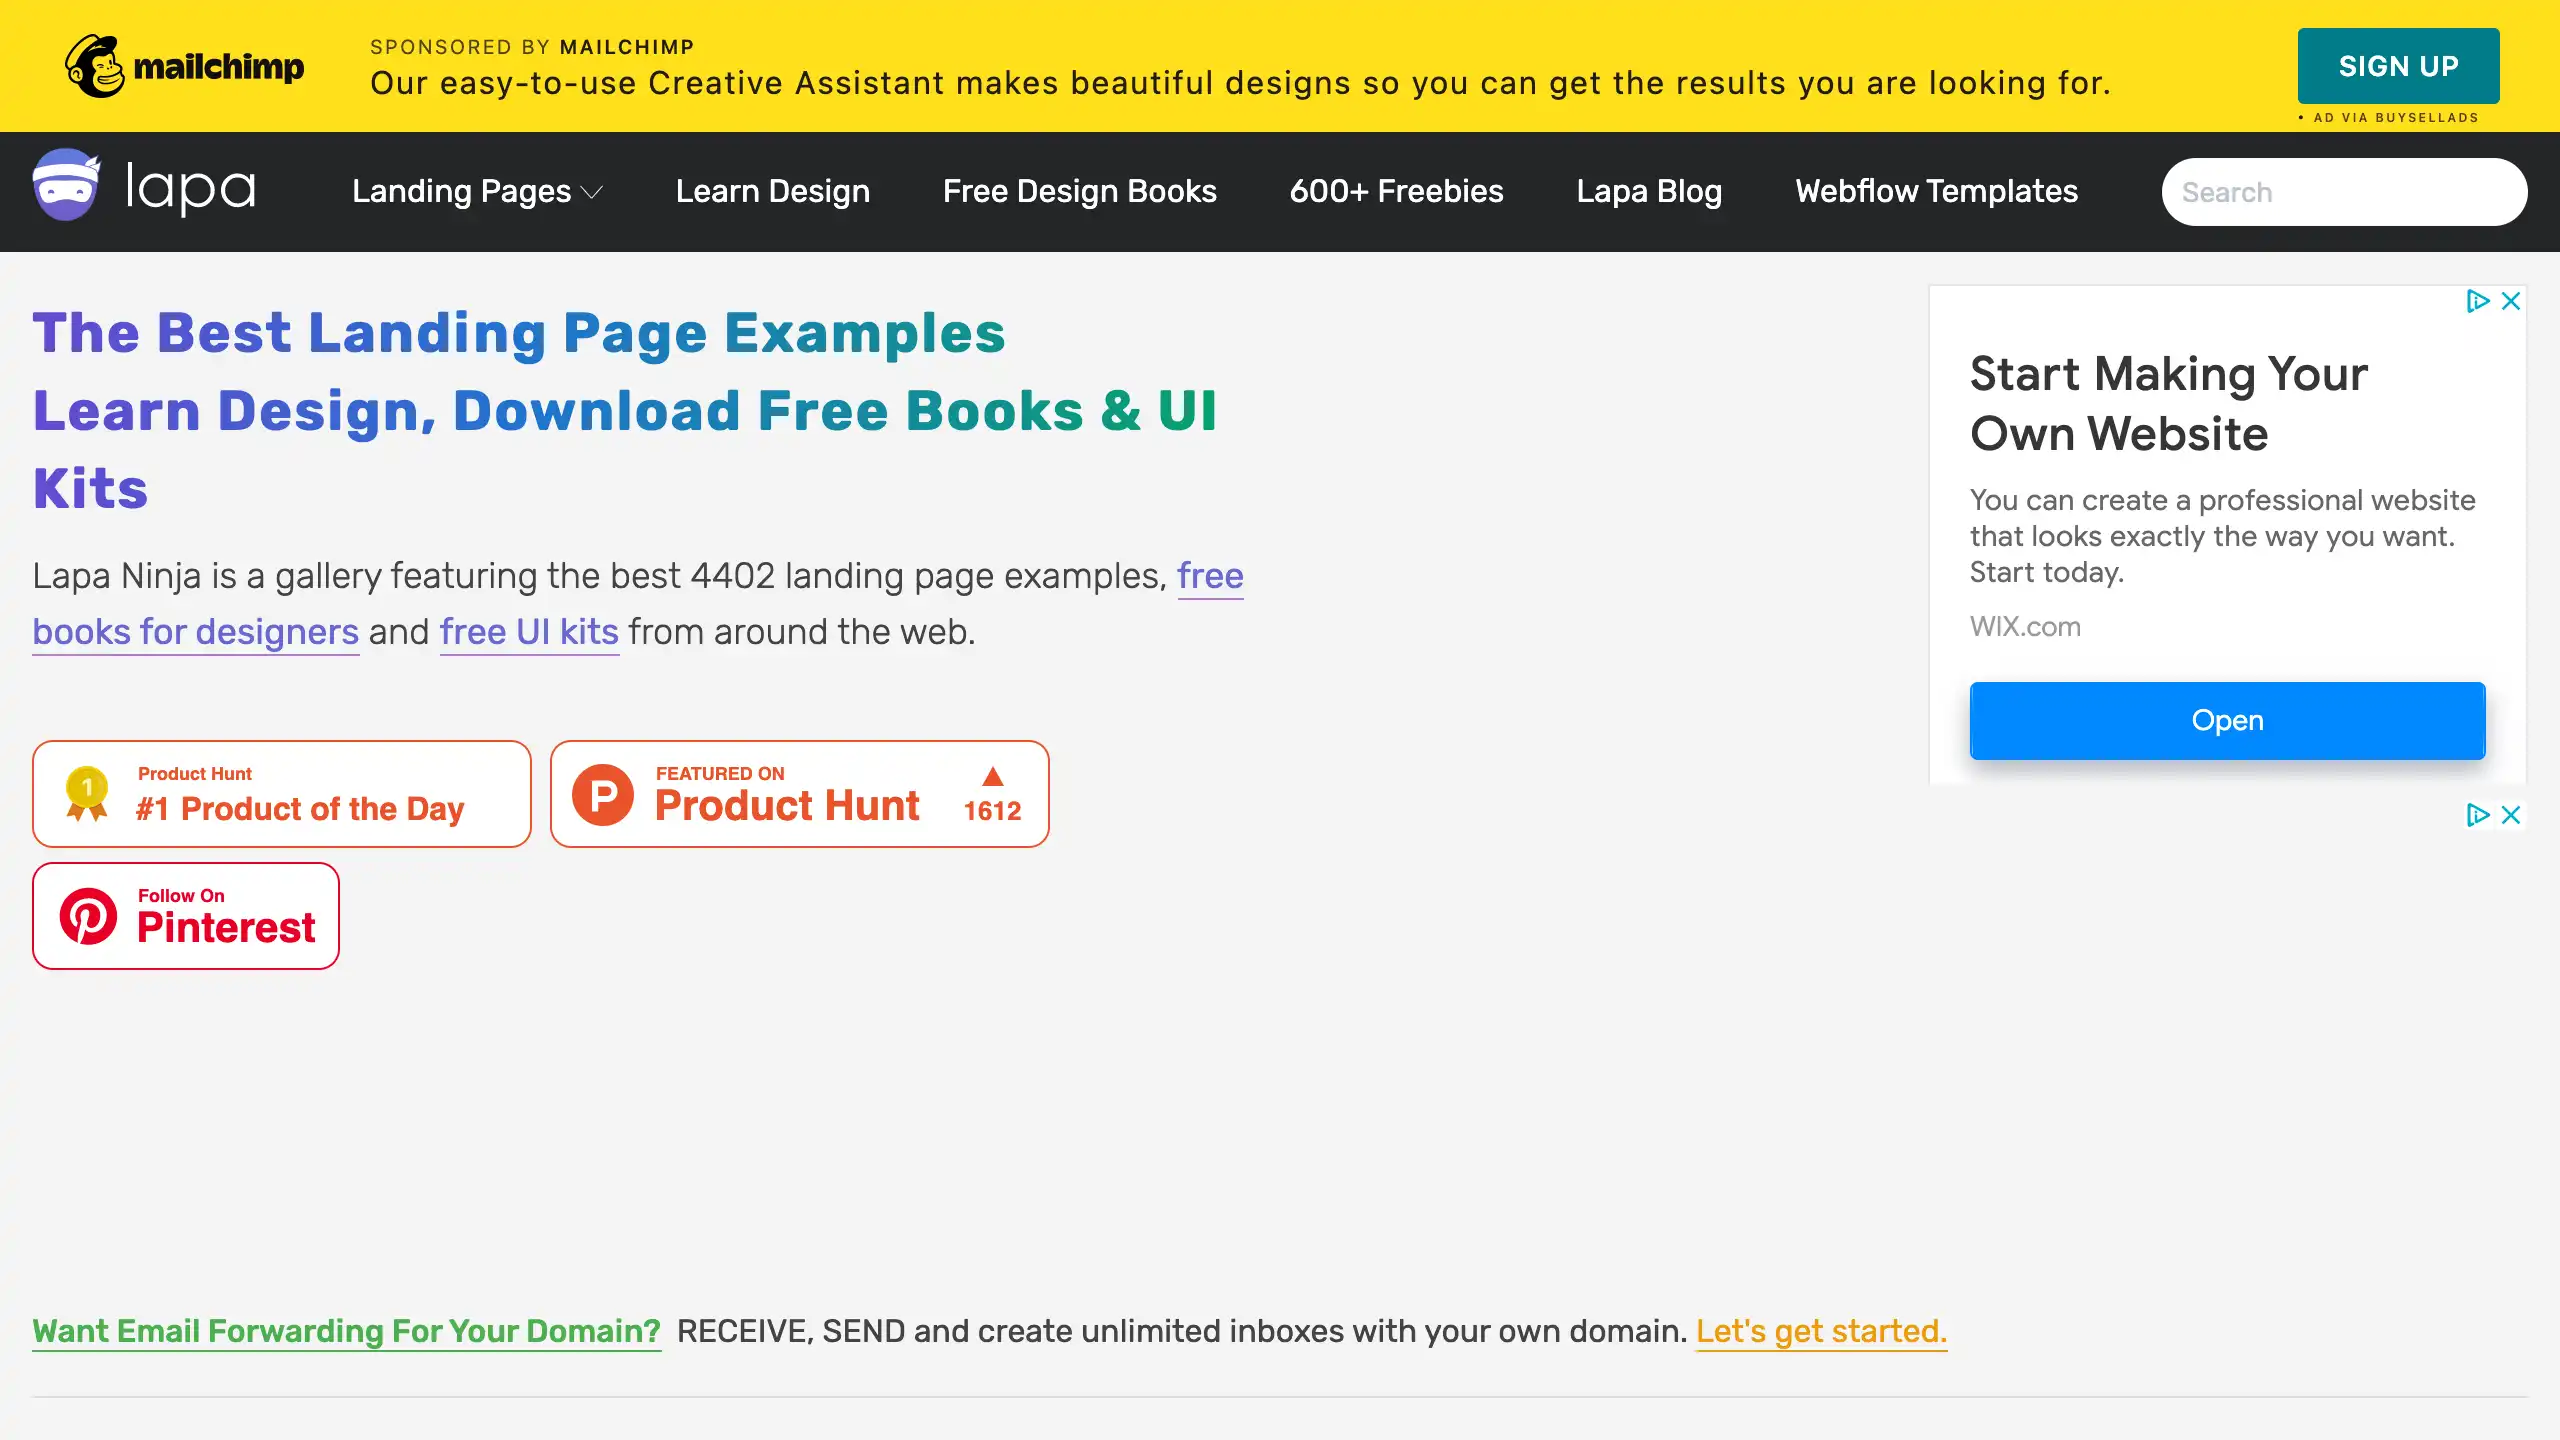 mailchimp
SPONSORED BY MAILCHIMP
Our easy-to-use Creative Assistant makes beautiful designs so you can get the results you are looking for.
SIGN UP
• AD VIA BUYSELLADS
lapa
Landing Pages
Learn Design
Free Design Books
600+ Freebies
Lapa Blog
Webflow Templates
Search
The Best Landing Page Examples
Learn Design, Download Free Books & UI
Kits
Lapa Ninja is a gallery featuring the best 4402 landing page examples, free
books for designers and free UI kits from around the web.
1
Product Hunt
#1 Product of the Day
P
FEATURED ON
Product Hunt
▲
1612
Follow On
Pinterest
Start Making Your
Own Website
You can create a professional website
that looks exactly the way you want.
Start today.
WIX.com
Open
Want Email Forwarding For Your Domain? RECEIVE, SEND and create unlimited inboxes with your own domain. Let's get started.